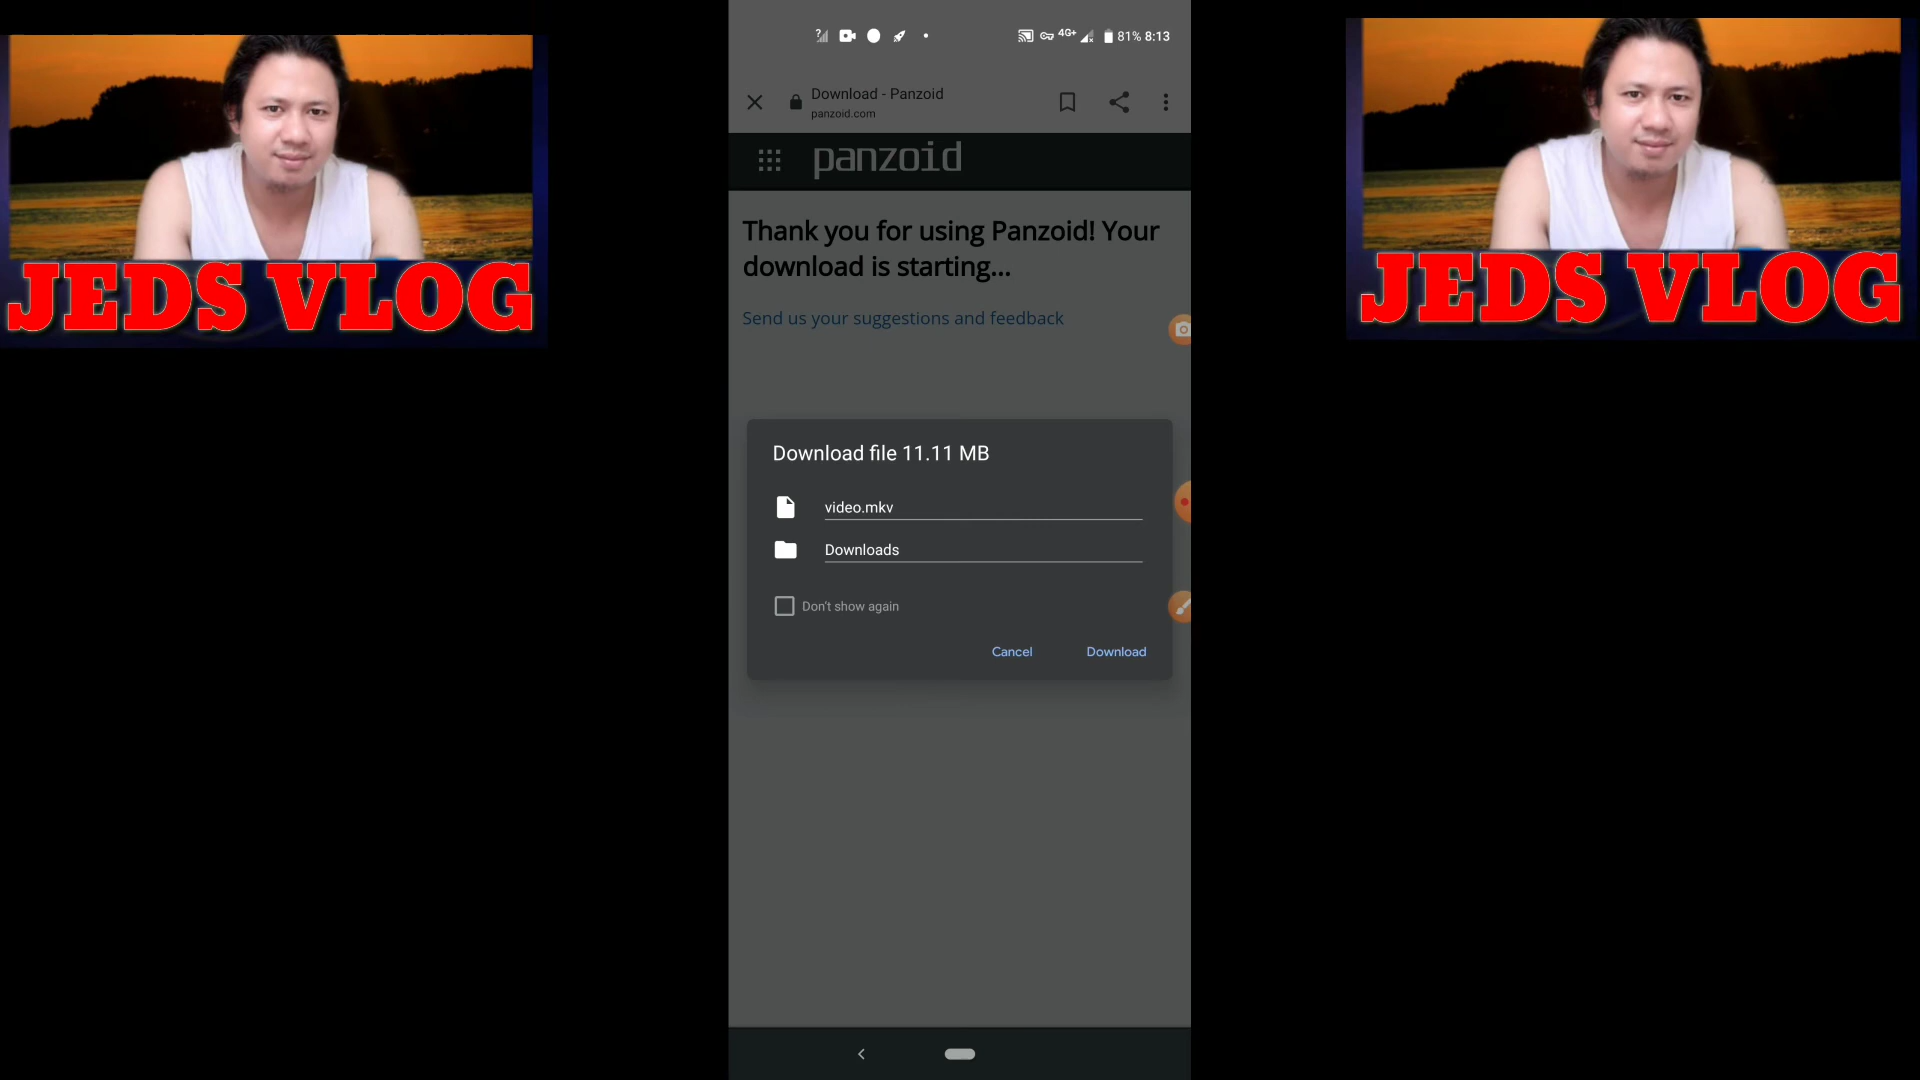 JEDS VLOG
? 4G+ 81% 8:13
Download - Panzoid
panzoid.com
panzoid
Thank you for using Panzoid! Your
download is starting...
Send us your suggestions and feedback
Download file 11.11 MB
video.mkv
Downloads
Don't show again
Cancel Download
JEDS VLOG